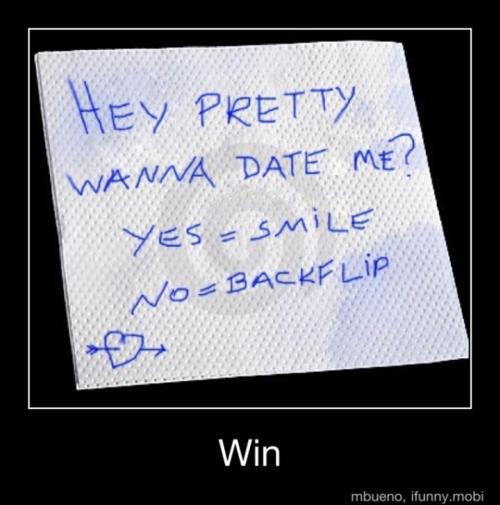 HEY PRETTY
WANNA DATE ME?
YES = SMILE
NO = BACKFLIP
Win
mbueno, ifunny.mobi